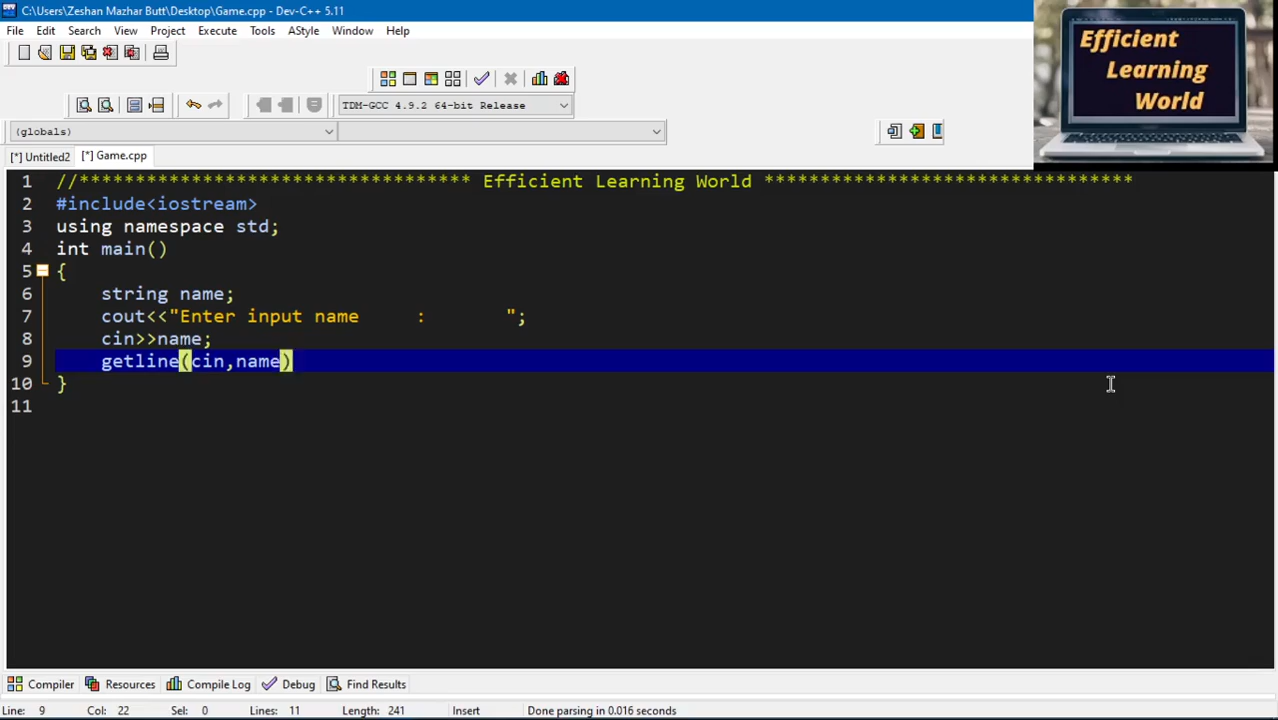 C:\Users\Zeshan Mazhar Butt\Desktop\Game.cpp - Dev-C++ 5.11
File Edit Search View Project Execute Tools AStyle Window Help
TDM-GCC 4.9.2 64-bit Release
(globals)
[*] Untitled2 [*] Game.cpp
Efficient
Learning
World
1 //*********************************** Efficient Learning World *********************************
2 #include<iostream>
3 using namespace std;
4 int main()
5 {
6 string name;
7 cout<<"Enter input name     :       ";
8 cin>>name;
9 getline(cin,name)
10 }
11
Compiler Resources Compile Log Debug Find Results
Line: 9 Col: 22 Sel: 0 Lines: 11 Length: 241 Insert Done parsing in 0.016 seconds